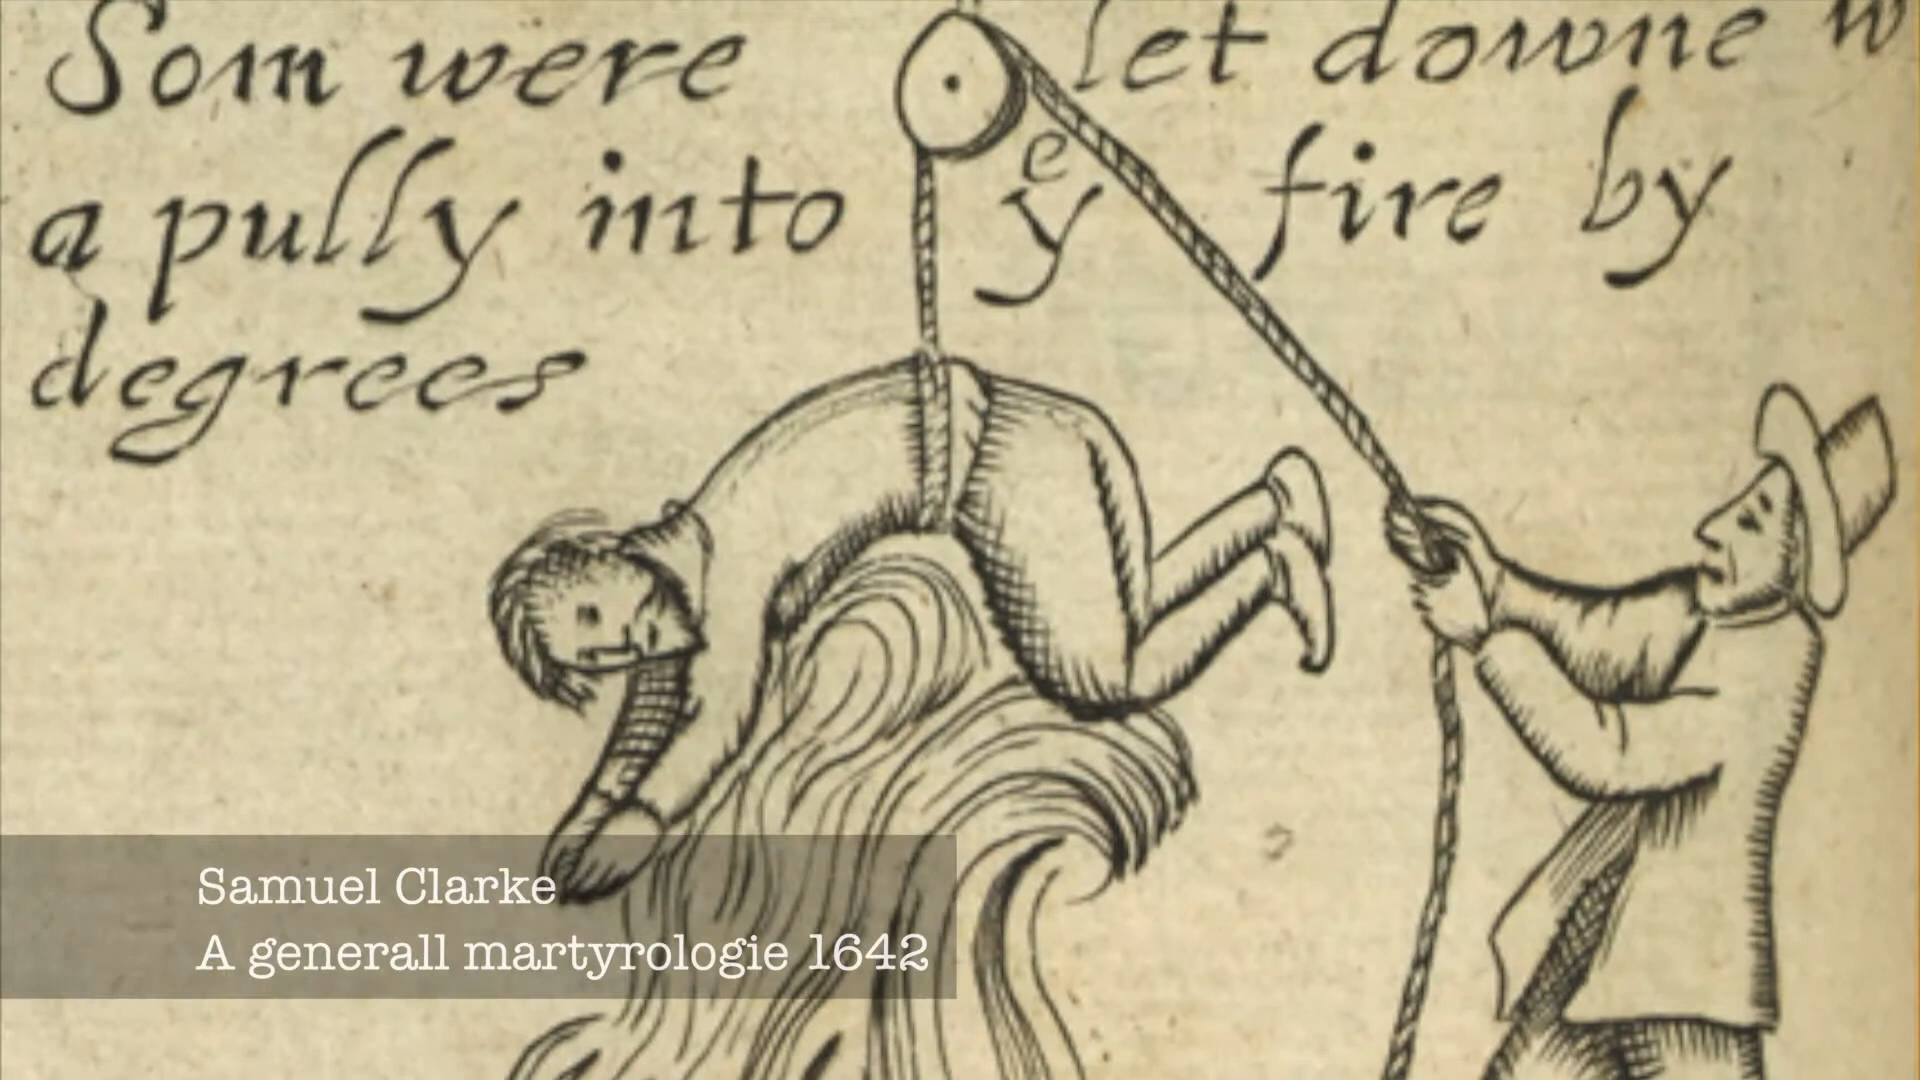 Som were let downe w
a pully into yᵉ fire by
degrees
Samuel Clarke
A generall martyrologie 1642